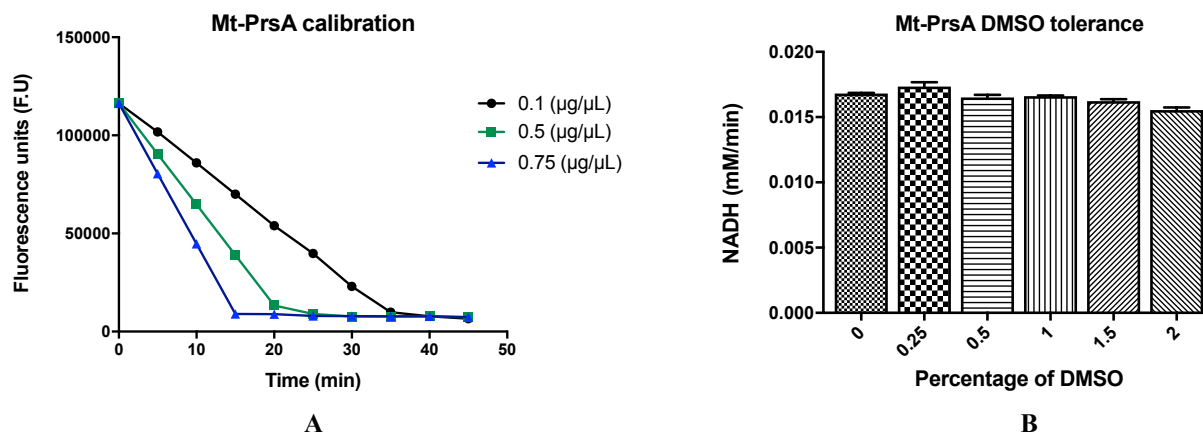 Mt-PrsA calibration
150000
100000
50000
0
Fluorescence units (F.U)
0 10 20 30 40 50
Time (min)
0.1 (µg/µL)
0.5 (µg/µL)
0.75 (µg/µL)
A
Mt-PrsA DMSO tolerance
0.020
0.015
0.010
0.005
0.000
NADH (mM/min)
0 0.25 0.5 1 1.5 2
Percentage of DMSO
B